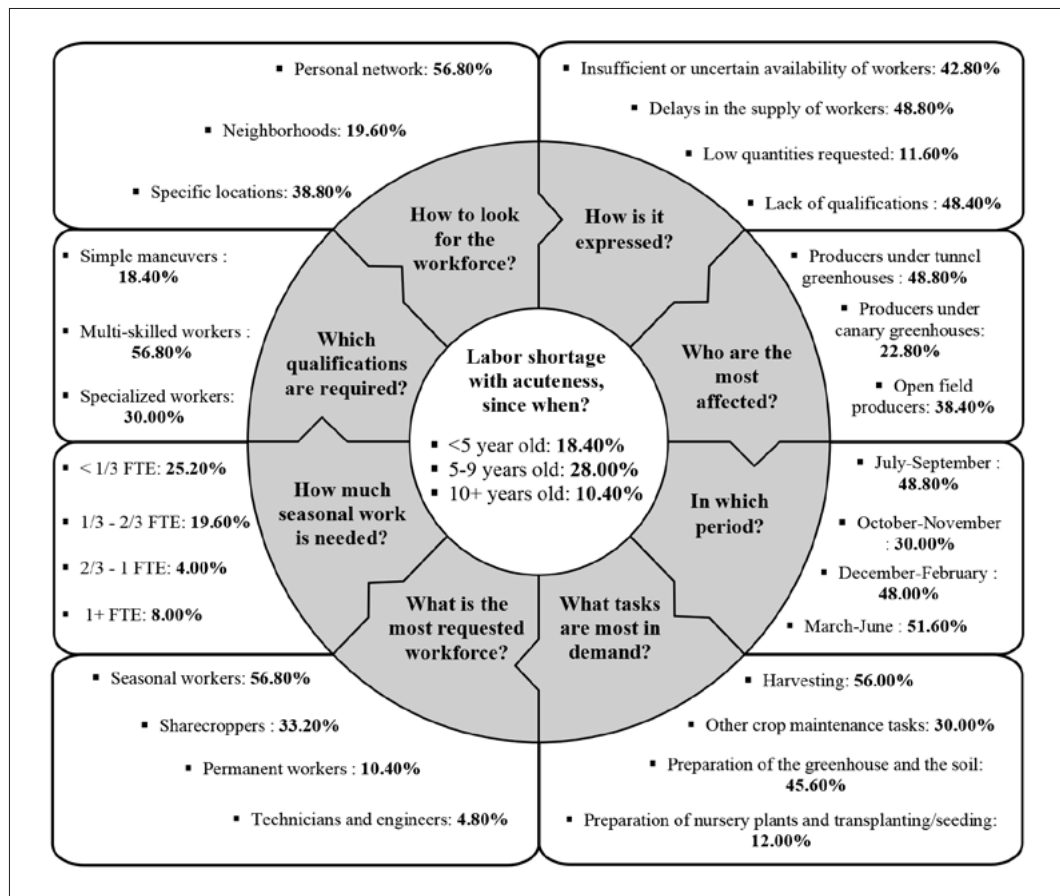 ▪ Personal network: 56.80%
▪ Neighborhoods: 19.60%
▪ Specific locations: 38.80%
▪ Insufficient or uncertain availability of workers: 42.80%
▪ Delays in the supply of workers: 48.80%
▪ Low quantities requested: 11.60%
▪ Lack of qualifications : 48.40%
How to look
for the
workforce?
How is it
expressed?
▪ Simple maneuvers :
18.40%
▪ Multi-skilled workers :
56.80%
▪ Specialized workers:
30.00%
Which
qualifications
are required?
Labor shortage
with acuteness,
since when?
▪ <5 year old: 18.40%
▪ 5-9 years old: 28.00%
▪ 10+ years old: 10.40%
Who are the
most
affected?
▪ Producers under tunnel
greenhouses : 48.80%
▪ Producers under
canary greenhouses:
22.80%
▪ Open field
producers: 38.40%
▪ < 1/3 FTE: 25.20%
▪ 1/3 - 2/3 FTE: 19.60%
▪ 2/3 - 1 FTE: 4.00%
▪ 1+ FTE: 8.00%
How much
seasonal work
is needed?
In which
period?
▪ July-September :
48.80%
▪ October-November
: 30.00%
▪ December-February :
48.00%
▪ March-June : 51.60%
What is the
most requested
workforce?
What tasks
are most in
demand?
▪ Seasonal workers: 56.80%
▪ Sharecroppers : 33.20%
▪ Permanent workers : 10.40%
▪ Technicians and engineers: 4.80%
▪ Harvesting: 56.00%
▪ Other crop maintenance tasks: 30.00%
▪ Preparation of the greenhouse and the soil:
45.60%
▪ Preparation of nursery plants and transplanting/seeding:
12.00%